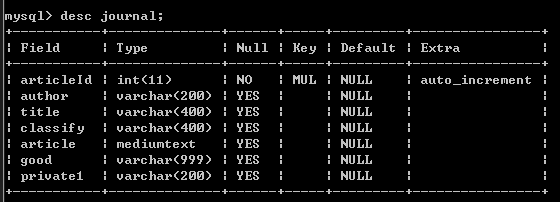 mysql> desc journal;
+-----------+--------------+------+-----+---------+----------------+
| Field     | Type         | Null | Key | Default | Extra          |
+-----------+--------------+------+-----+---------+----------------+
| articleId | int(11)      | NO   | MUL | NULL    | auto_increment |
| author    | varchar(200) | YES  |     | NULL    |                |
| title     | varchar(400) | YES  |     | NULL    |                |
| classify  | varchar(400) | YES  |     | NULL    |                |
| article   | mediumtext   | YES  |     | NULL    |                |
| good      | varchar(999) | YES  |     | NULL    |                |
| private1  | varchar(200) | YES  |     | NULL    |                |
+-----------+--------------+------+-----+---------+----------------+